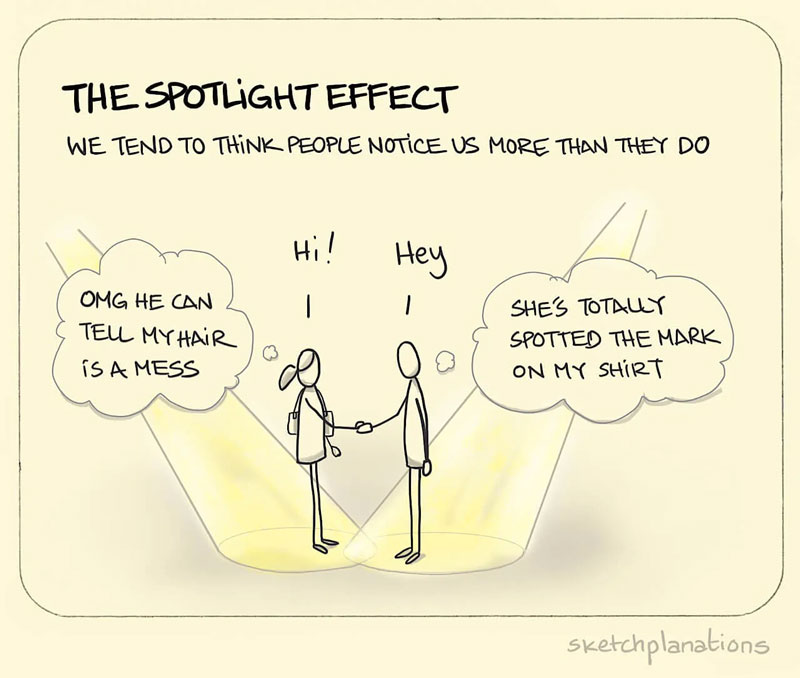 THE SPOTLIGHT EFFECT
WE TEND TO THINK PEOPLE NOTICE US MORE THAN THEY DO
Hi!
Hey
OMG HE CAN
TELL MY HAIR
IS A MESS
SHE'S TOTALLY
SPOTTED THE MARK
ON MY SHIRT
sketchplanations